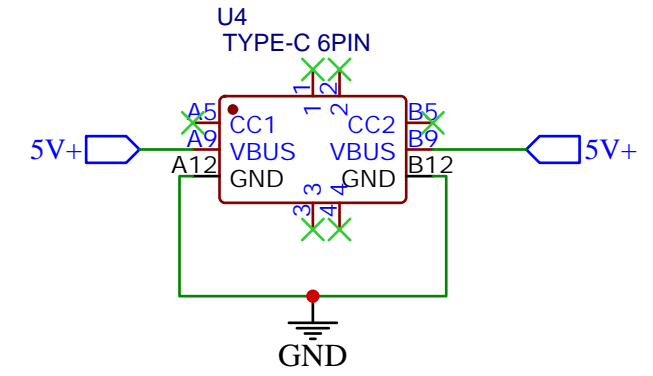 U4
TYPE-C 6PIN
1 2
A5 CC1 1 2 CC2 B5
5V+ A9 VBUS VBUS B9 5V+
A12 GND 3 4 GND B12
3 4
GND